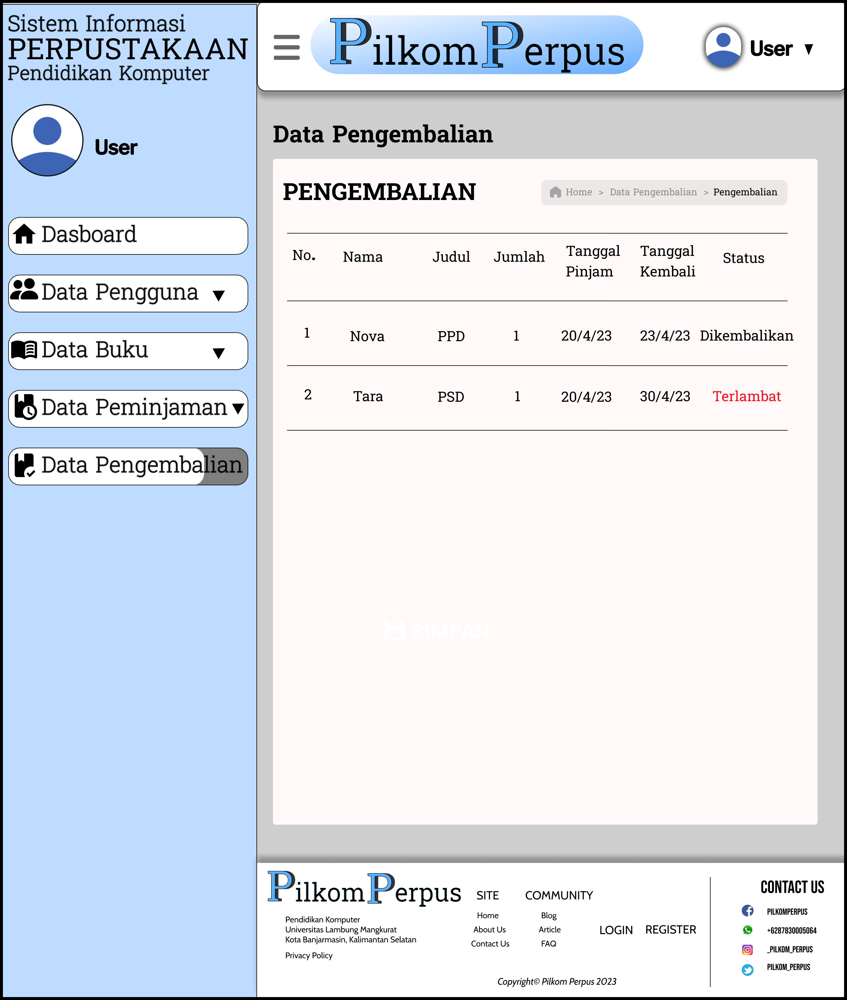 Sistem Informasi
PERPUSTAKAAN
Pendidikan Komputer
User
Dasboard
Data Pengguna
Data Buku
Data Peminjaman
Data Pengembalian
PilkomPerpus
User
Data Pengembalian
PENGEMBALIAN
Home > Data Pengembalian > Pengembalian
No. Nama Judul Jumlah Tanggal Pinjam Tanggal Kembali Status
1 Nova PPD 1 20/4/23 23/4/23 Dikembalikan
2 Tara PSD 1 20/4/23 30/4/23 Terlambat
SIMPAN
PilkomPerpus
Pendidikan Komputer
Universitas Lambung Mangkurat
Kota Banjarmasin, Kalimantan Selatan
Privacy Policy
SITE
Home
About Us
Contact Us
COMMUNITY
Blog
Article
FAQ
LOGIN
REGISTER
Copyright© Pilkom Perpus 2023
CONTACT US
PILKOMPERPUS
+6287830005064
_PILKOM_PERPUS
PILKOM_PERPUS